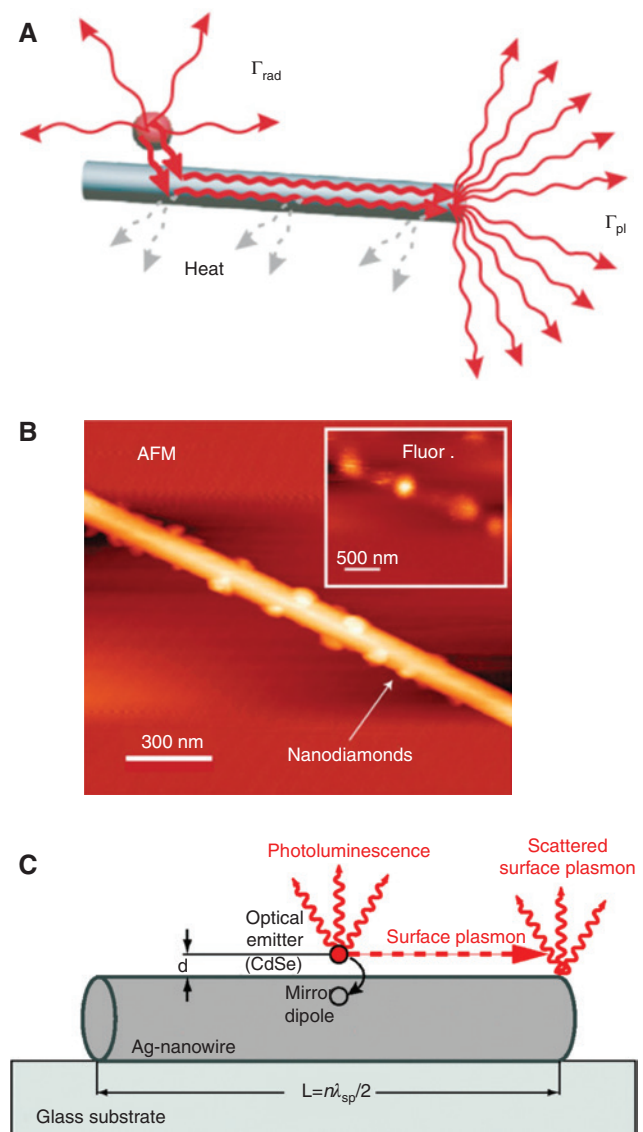 A
Γrad
Heat
Γpl
B
AFM
Fluor .
500 nm
300 nm
Nanodiamonds
C
Photoluminescence
Scattered
surface plasmon
Optical
emitter
(CdSe)
Surface plasmon
d
Mirror
dipole
Ag-nanowire
L=nλsp/2
Glass substrate